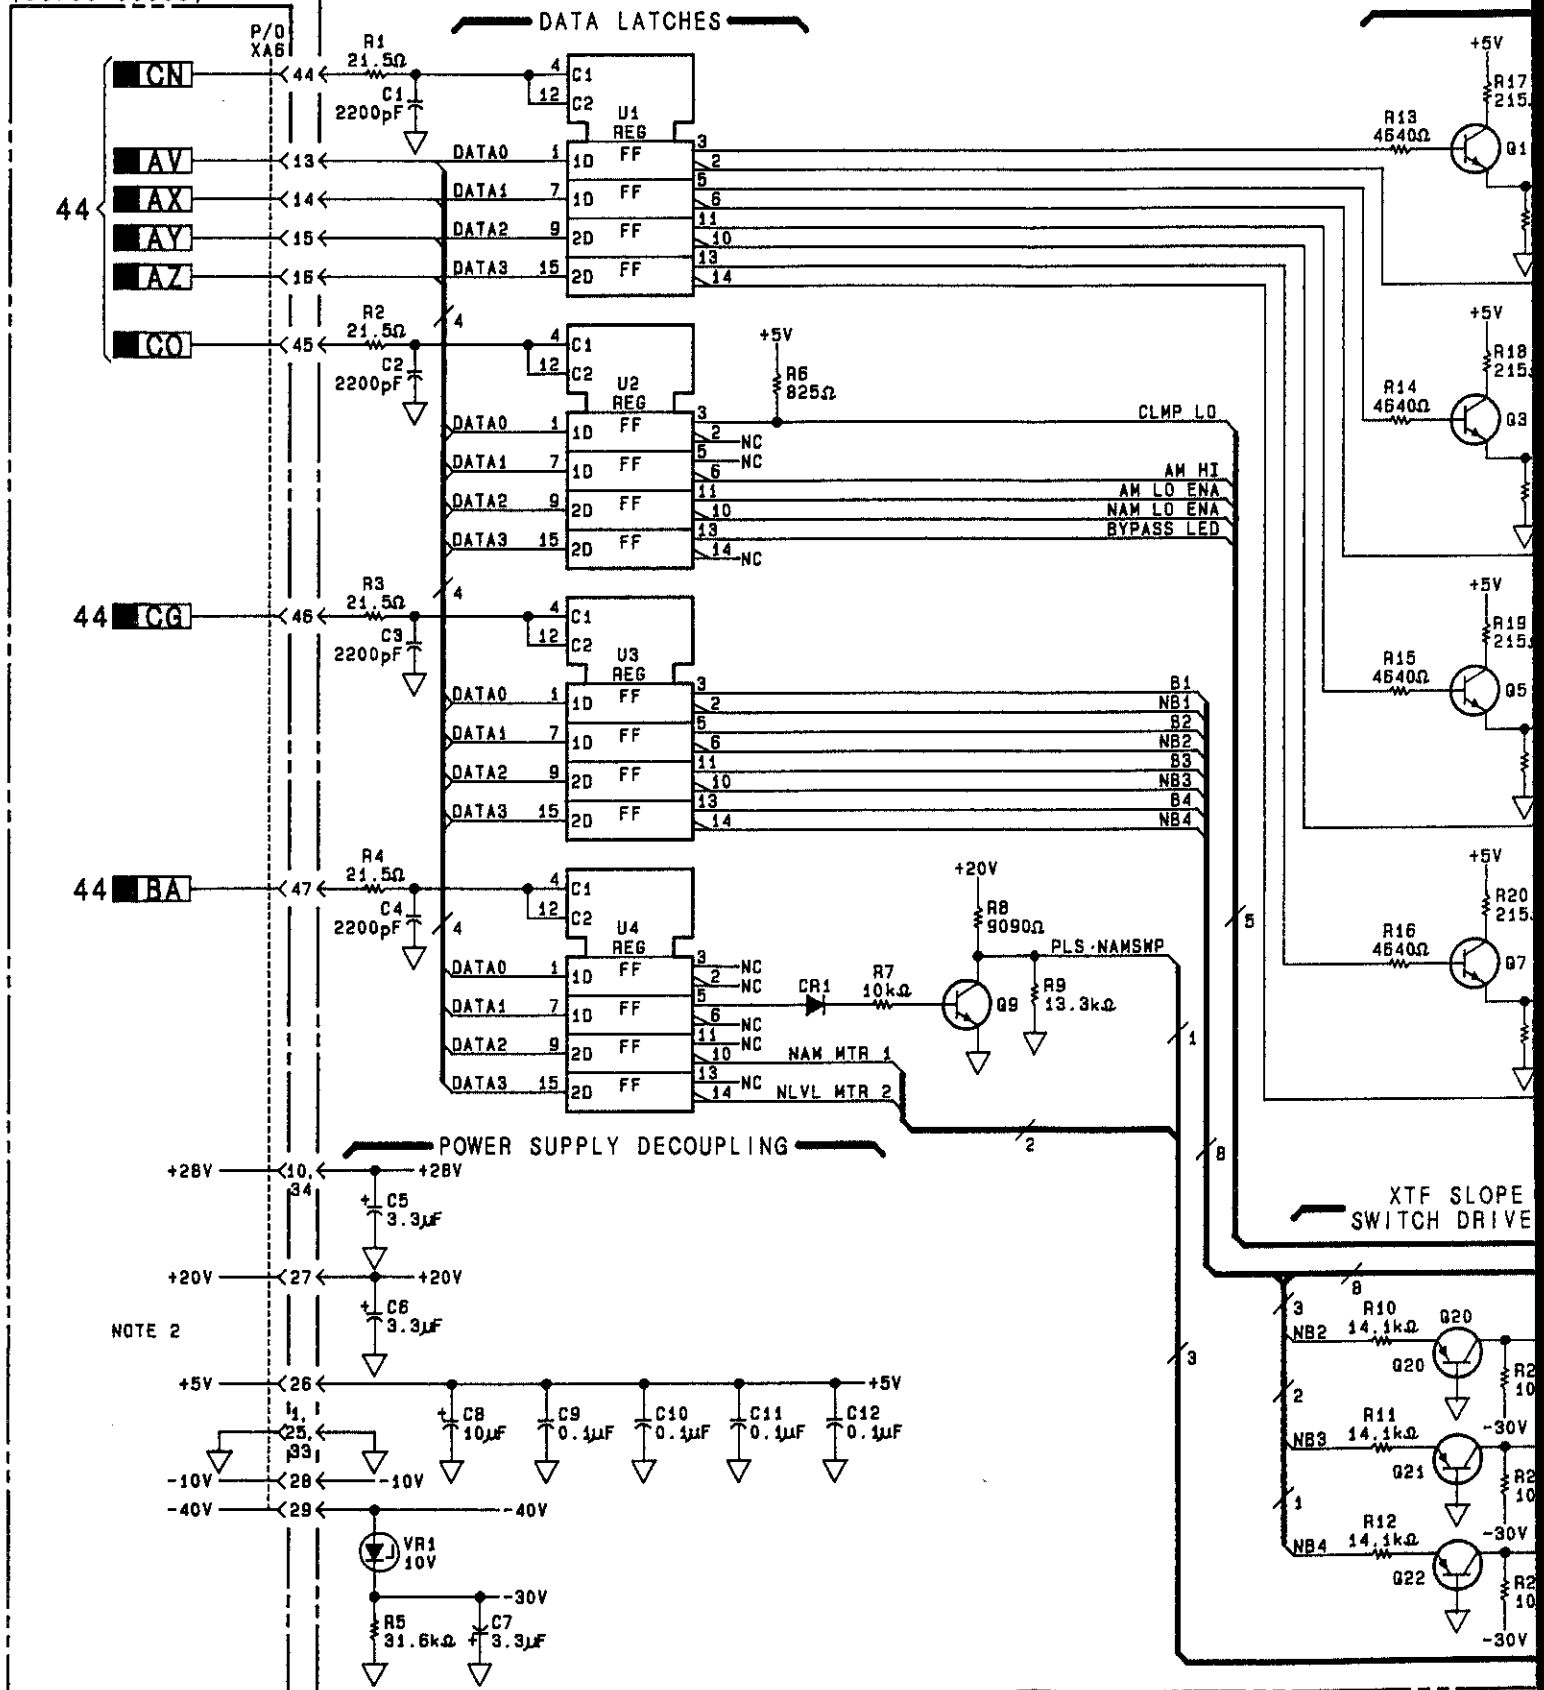 DATA LATCHES
P/O
XA6
44
CN
44
R1
21.5Ω
C1
2200pF
4
C1
12
C2
U1
REG
AV
13
DATA0
1
1D
FF
3
2
AX
14
DATA1
7
1D
FF
5
6
AY
15
DATA2
9
2D
FF
11
10
AZ
16
DATA3
15
2D
FF
13
14
4
CO
45
R2
21.5Ω
C2
2200pF
4
C1
12
C2
U2
REG
+5V
R6
825Ω
DATA0
1
1D
FF
3
2
NC
CLMP LO
DATA1
7
1D
FF
5
NC
6
AM HI
DATA2
9
2D
FF
11
AM LO ENA
10
NAM LO ENA
DATA3
15
2D
FF
13
BYPASS LED
14
NC
4
44
CG
46
R3
21.5Ω
C3
2200pF
4
C1
12
C2
U3
REG
DATA0
1
1D
FF
3
B1
2
NB1
DATA1
7
1D
FF
5
B2
6
NB2
DATA2
9
2D
FF
11
B3
10
NB3
DATA3
15
2D
FF
13
B4
14
NB4
44
BA
47
R4
21.5Ω
C4
2200pF
4
4
C1
12
C2
U4
REG
DATA0
1
1D
FF
3
NC
2
NC
DATA1
7
1D
FF
5
6
NC
DATA2
9
2D
FF
11
NC
10
NAM MTR 1
DATA3
15
2D
FF
13
NC
14
NLVL MTR 2
CR1
R7
10kΩ
+20V
R8
9090Ω
Q9
R9
13.3kΩ
PLS·NAMSWP
1
2
5
8
3
+5V
R17
215
R13
4640Ω
Q1
+5V
R18
215
R14
4640Ω
Q3
+5V
R19
215
R15
4640Ω
Q5
+5V
R20
215
R16
4640Ω
Q7
POWER SUPPLY DECOUPLING
+28V
10,
34
+28V
C5
3.3µF
+20V
27
+20V
C6
3.3µF
NOTE 2
+5V
26
+5V
C8
10µF
C9
0.1µF
C10
0.1µF
C11
0.1µF
C12
0.1µF
1,
25,
33
-10V
28
-10V
-40V
29
-40V
VR1
10V
-30V
R5
31.6kΩ
C7
3.3µF
XTF SLOPE
SWITCH DRIVE
8
3
NB2
R10
14.1kΩ
Q20
Q20
R2
10
-30V
2
NB3
R11
14.1kΩ
Q21
R2
10
-30V
1
NB4
R12
14.1kΩ
Q22
R2
10
-30V